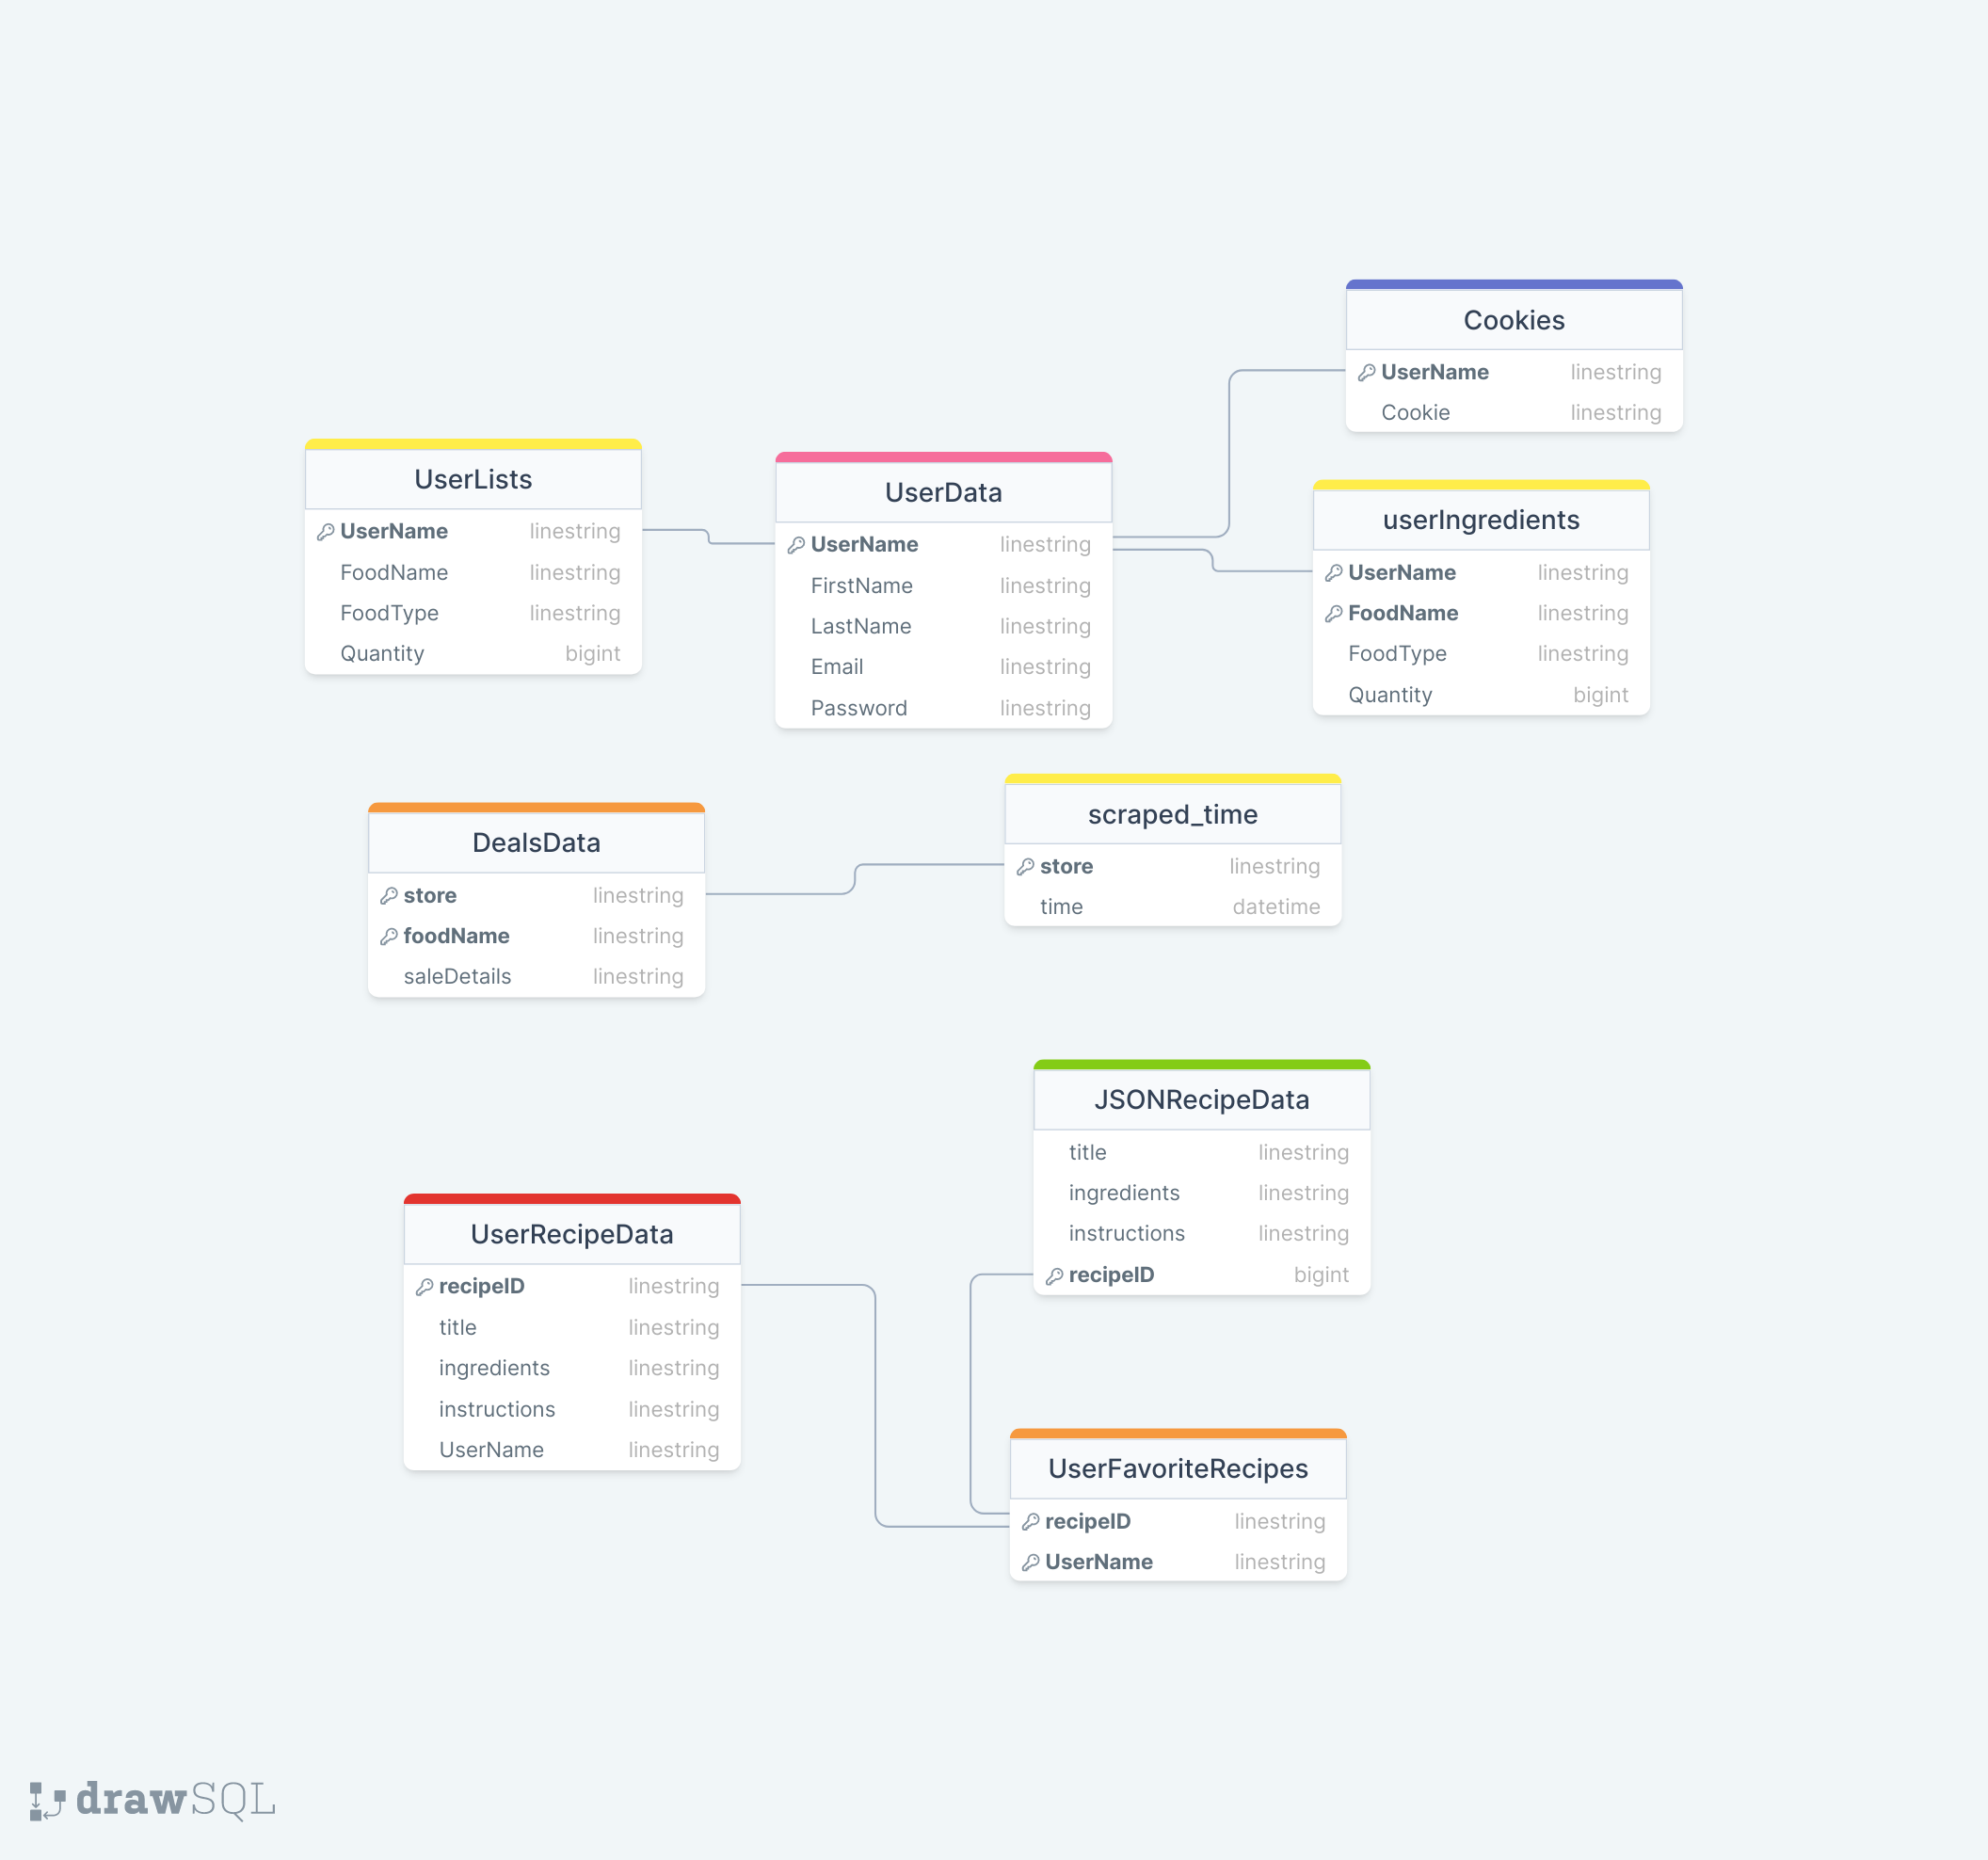 Cookies
UserName linestring
Cookie linestring
UserLists
UserName linestring
FoodName linestring
FoodType linestring
Quantity bigint
UserData
UserName linestring
FirstName linestring
LastName linestring
Email linestring
Password linestring
userIngredients
UserName linestring
FoodName linestring
FoodType linestring
Quantity bigint
DealsData
store linestring
foodName linestring
saleDetails linestring
scraped_time
store linestring
time datetime
JSONRecipeData
title linestring
ingredients linestring
instructions linestring
recipeID bigint
UserRecipeData
recipeID linestring
title linestring
ingredients linestring
instructions linestring
UserName linestring
UserFavoriteRecipes
recipeID linestring
UserName linestring
drawSQL